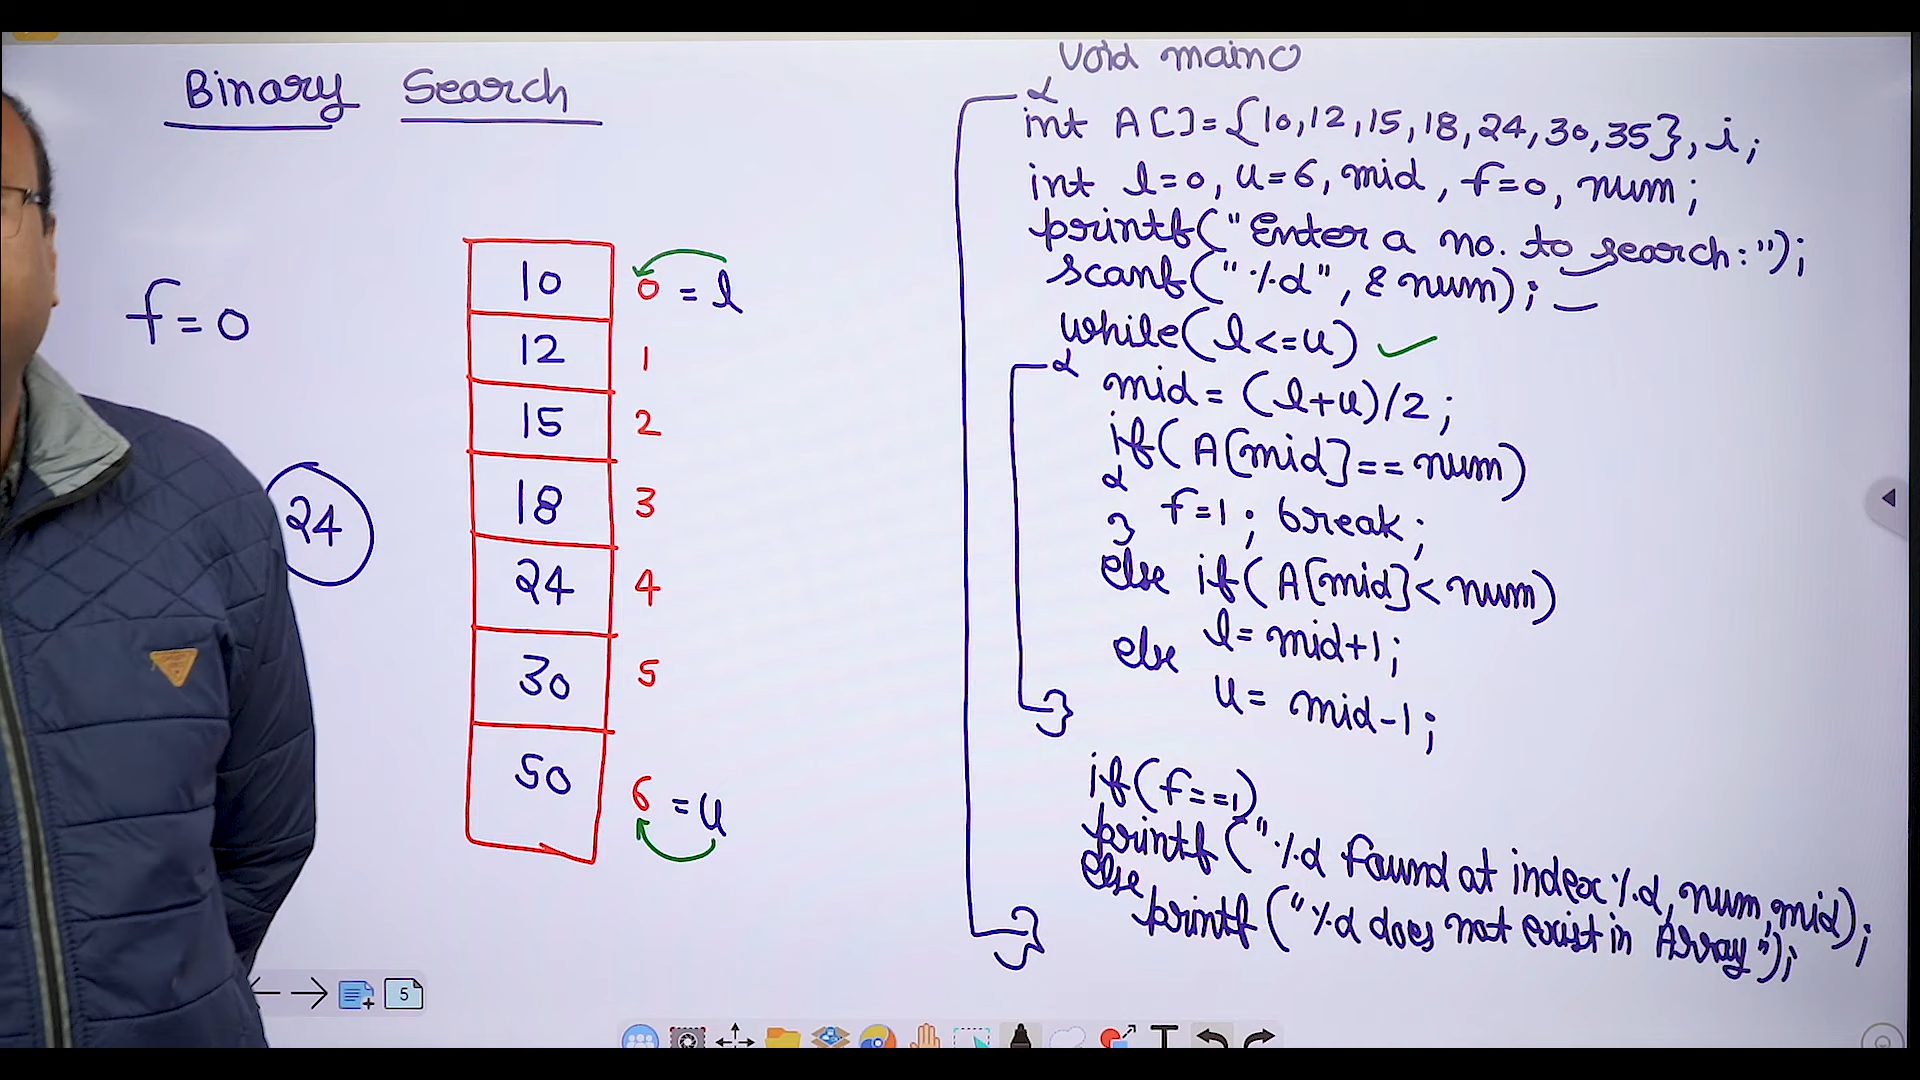 Binary Search
f=0
24
10 0 = l
12 1
15 2
18 3
24 4
30 5
50 6 = u
void main()
{
int A[]={10,12,15,18,24,30,35}, i;
int l=0, u=6, mid, f=0, num;
printf("Enter a no. to search:");
scanf("%d", &num);
while(l<=u)
{
mid= (l+u)/2;
if(A[mid]==num)
{
f=1; break;
}
else if(A[mid]<num)
l=mid+1;
else
u= mid-1;
}
if(f==1)
printf("%d found at index %d, num,mid);
else
printf("%d does not exist in Array");
}
5
T